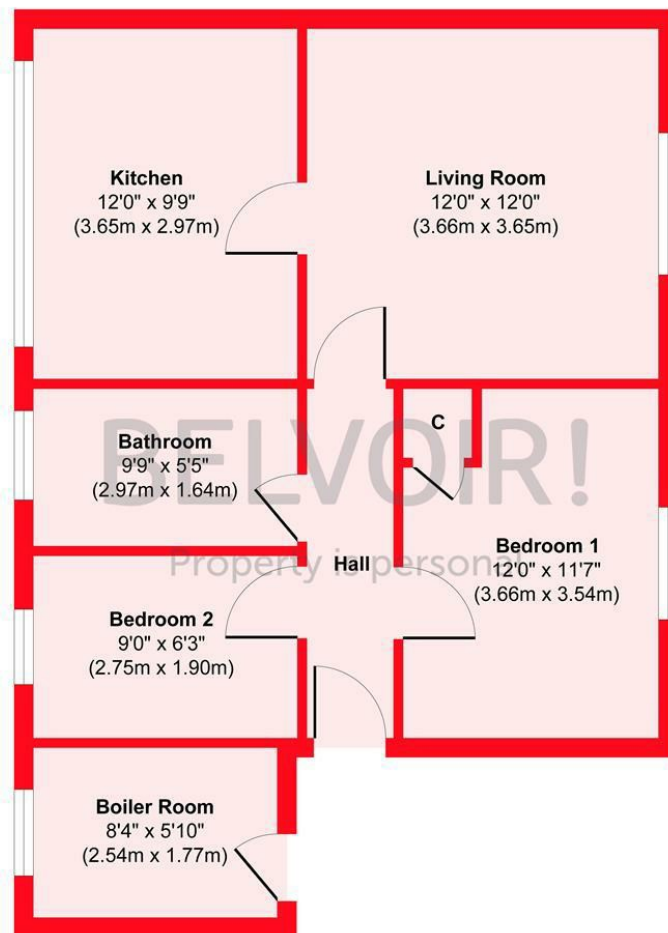 Kitchen
12'0" x 9'9"
(3.65m x 2.97m)
Living Room
12'0" x 12'0"
(3.66m x 3.65m)
BELVOIR!
Property is personal
Bathroom
9'9" x 5'5"
(2.97m x 1.64m)
C
Hall
Bedroom 1
12'0" x 11'7"
(3.66m x 3.54m)
Bedroom 2
9'0" x 6'3"
(2.75m x 1.90m)
Boiler Room
8'4" x 5'10"
(2.54m x 1.77m)